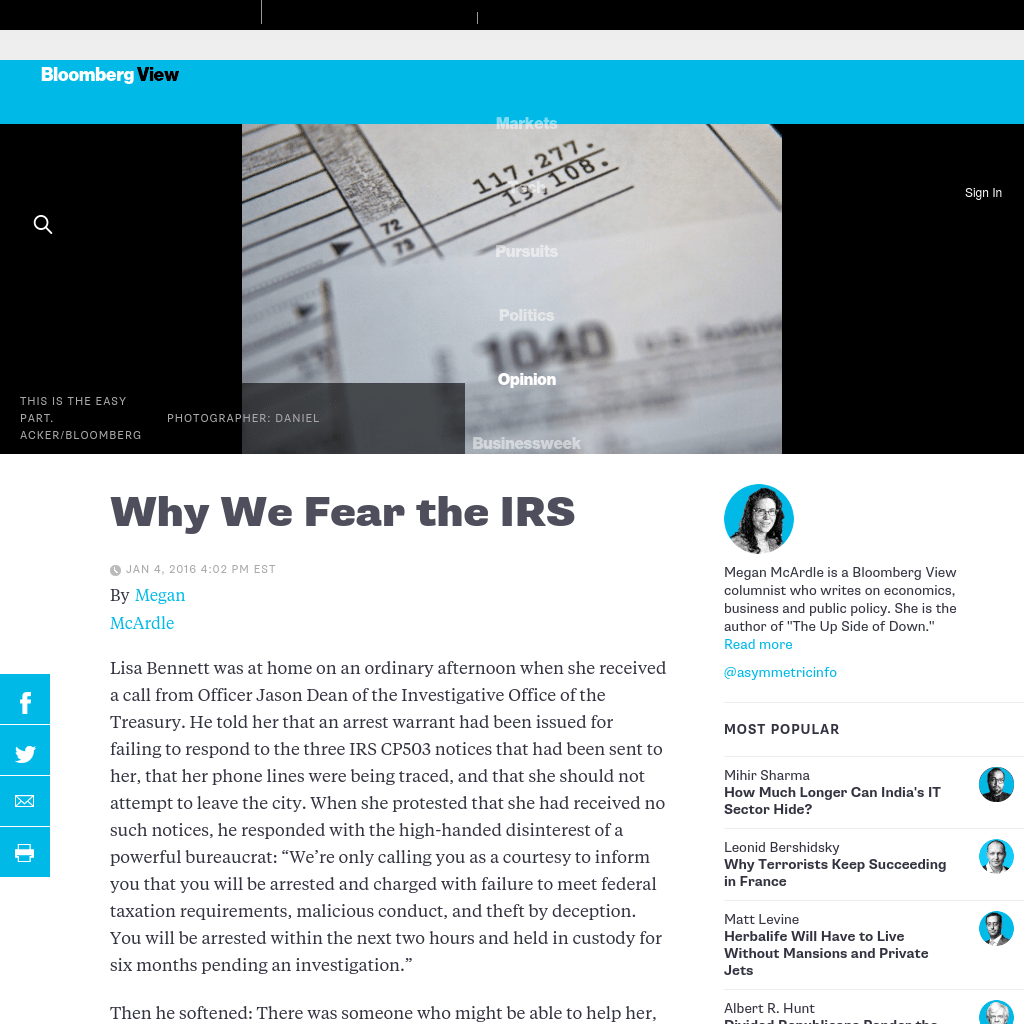 Bloomberg View
Markets
117,277.
13,108.
Tech
Sign In
72
73
Pursuits
Politics
1040
Opinion
THIS IS THE EASY
PART.
PHOTOGRAPHER: DANIEL
ACKER/BLOOMBERG
Businessweek
Why We Fear the IRS
JAN 4, 2016 4:02 PM EST
By Megan
McArdle
Lisa Bennett was at home on an ordinary afternoon when she received
a call from Officer Jason Dean of the Investigative Office of the
Treasury. He told her that an arrest warrant had been issued for
failing to respond to the three IRS CP503 notices that had been sent to
her, that her phone lines were being traced, and that she should not
attempt to leave the city. When she protested that she had received no
such notices, he responded with the high-handed disinterest of a
powerful bureaucrat: “We’re only calling you as a courtesy to inform
you that you will be arrested and charged with failure to meet federal
taxation requirements, malicious conduct, and theft by deception.
You will be arrested within the next two hours and held in custody for
six months pending an investigation.”
Then he softened: There was someone who might be able to help her,
Megan McArdle is a Bloomberg View
columnist who writes on economics,
business and public policy. She is the
author of "The Up Side of Down."
Read more
@asymmetricinfo
MOST POPULAR
Mihir Sharma
How Much Longer Can India's IT
Sector Hide?
Leonid Bershidsky
Why Terrorists Keep Succeeding
in France
Matt Levine
Herbalife Will Have to Live
Without Mansions and Private
Jets
Albert R. Hunt
Divided Republicans Ponder the